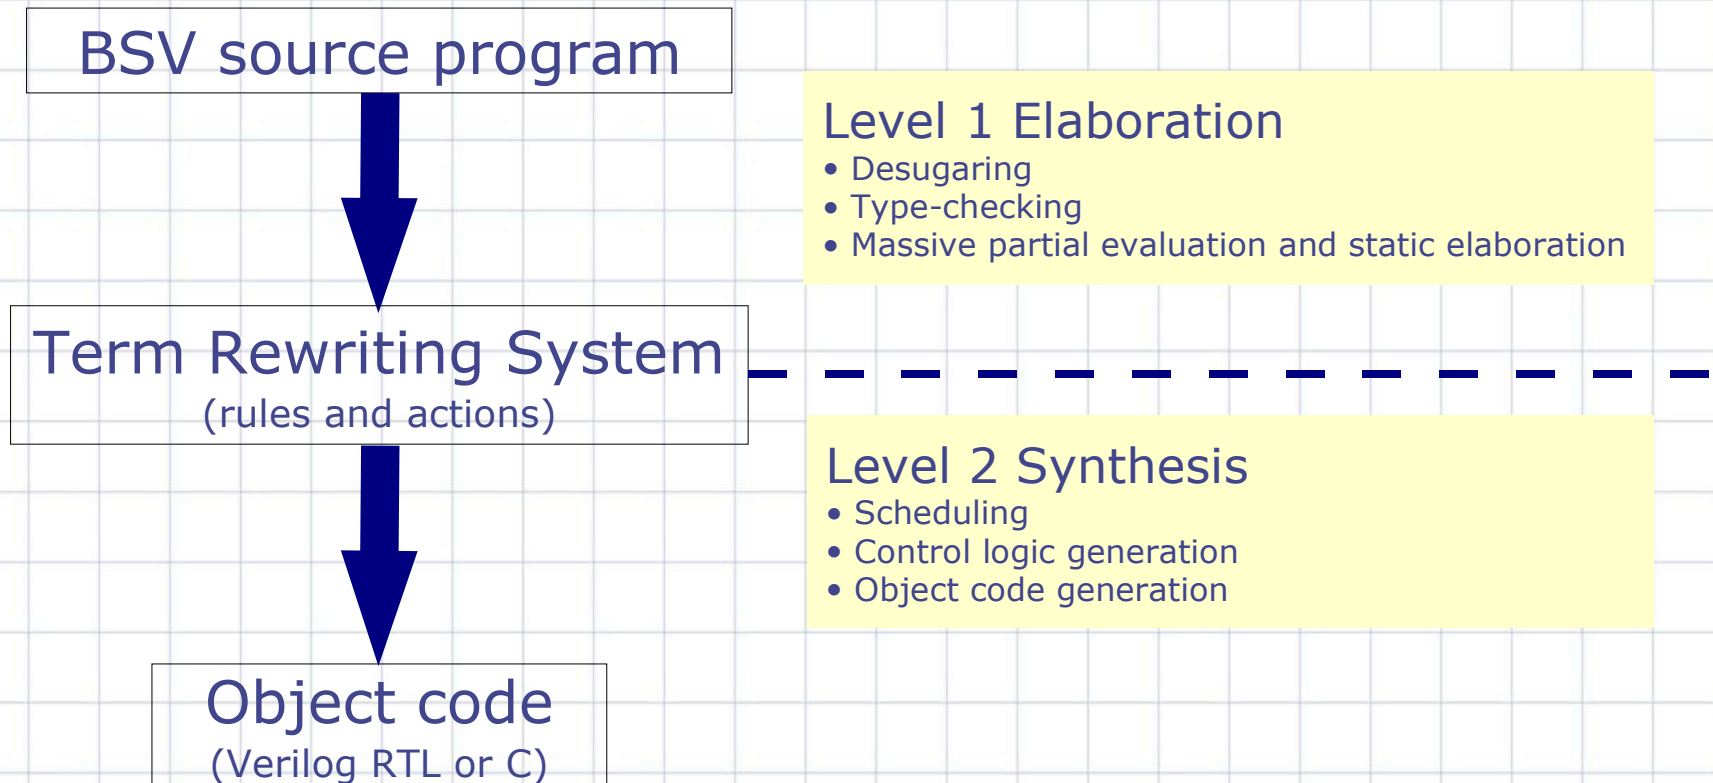 BSV source program
Level 1 Elaboration
• Desugaring
• Type-checking
• Massive partial evaluation and static elaboration
Term Rewriting System
(rules and actions)
Level 2 Synthesis
• Scheduling
• Control logic generation
• Object code generation
Object code
(Verilog RTL or C)